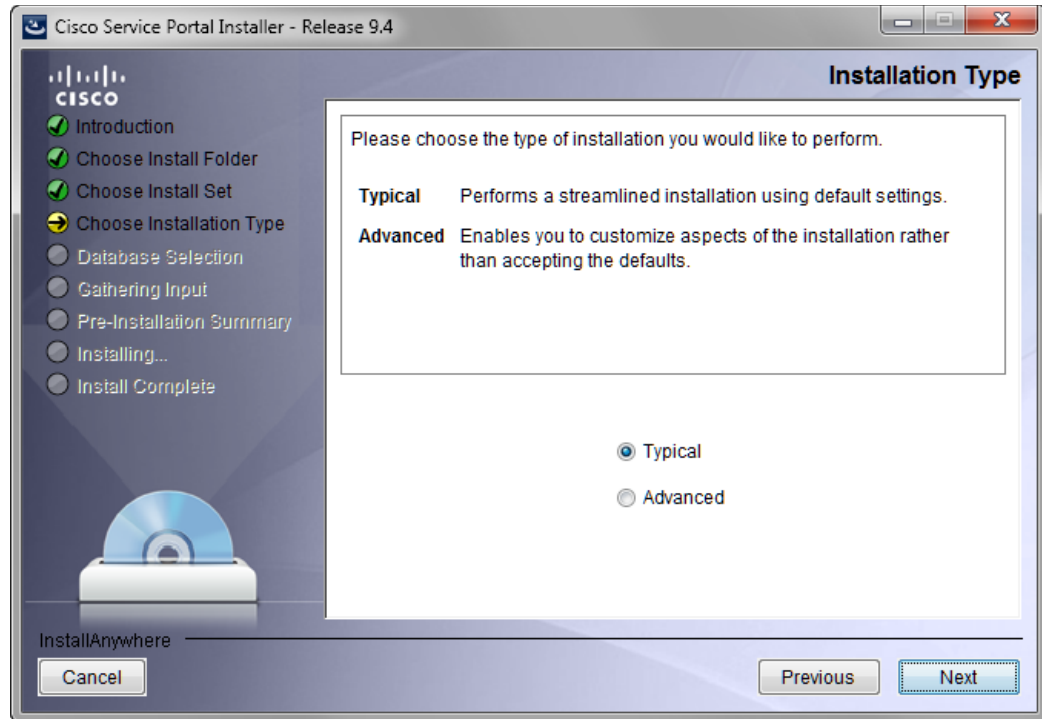 Cisco Service Portal Installer - Release 9.4
Installation Type
CISCO
Introduction
Choose Install Folder
Choose Install Set
Choose Installation Type
Database Selection
Gathering Input
Pre-Installation Summary
Installing...
Install Complete
Please choose the type of installation you would like to perform.
Typical Performs a streamlined installation using default settings.
Advanced Enables you to customize aspects of the installation rather
than accepting the defaults.
Typical
Advanced
InstallAnywhere
Cancel
Previous
Next